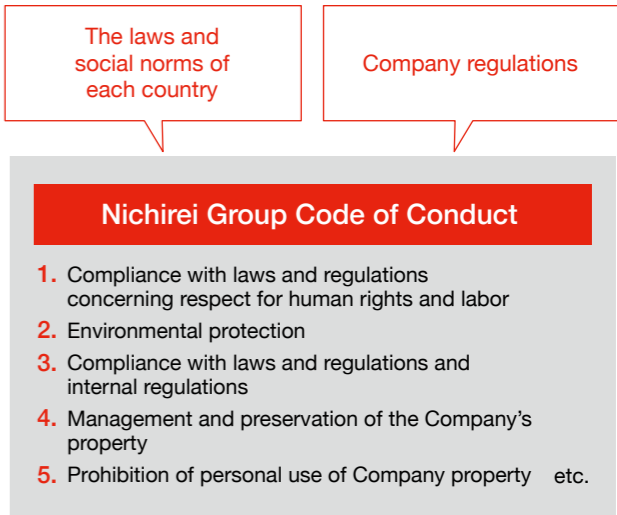 The laws and
social norms of
each country
Company regulations
Nichirei Group Code of Conduct
1. Compliance with laws and regulations
concerning respect for human rights and labor
2. Environmental protection
3. Compliance with laws and regulations and
internal regulations
4. Management and preservation of the Company's
property
5. Prohibition of personal use of Company property etc.